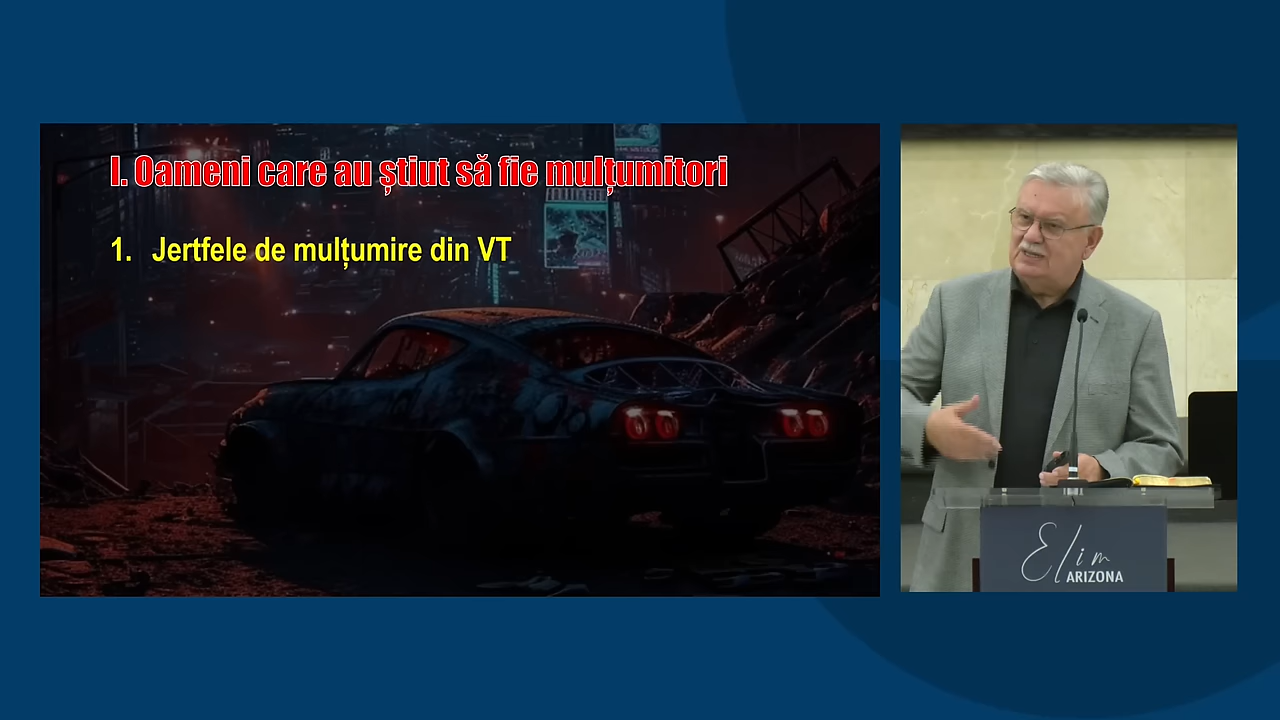 I. Oameni care au știut să fie mulțumitori
1. Jertfele de mulțumire din VT
Elim
ARIZONA